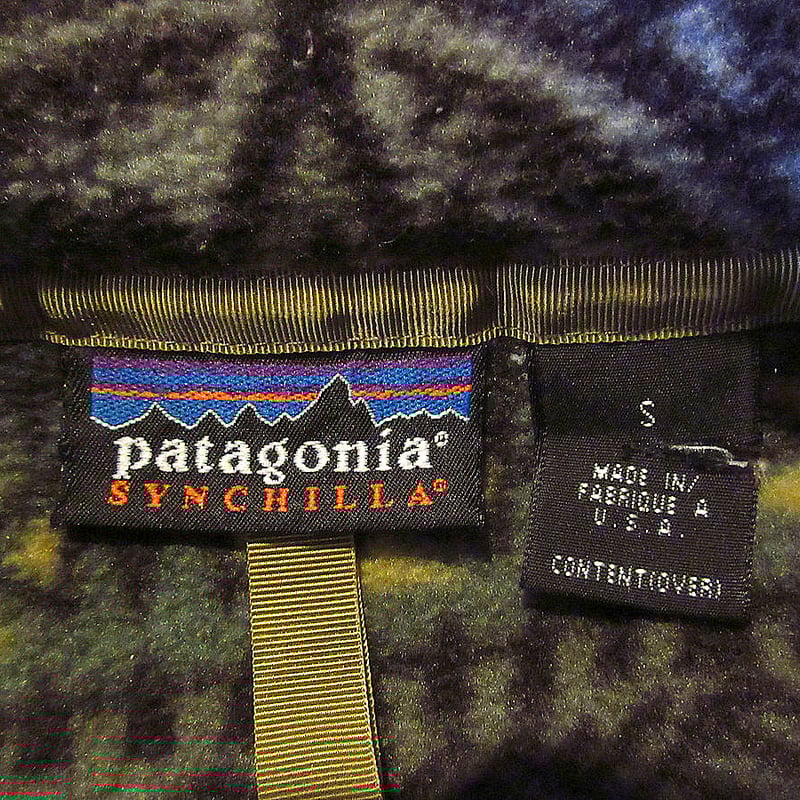 patagonia®
SYNCHILLA®
S
MADE IN/
FABRIQUE A
U.S.A.
CONTENT(OVER)